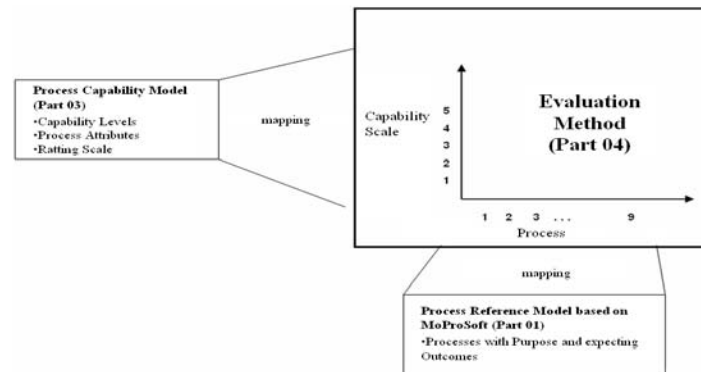 Process Capability Model
(Part 03)
•Capability Levels
•Process Attributes
•Ratting Scale
mapping
Capability
Scale
5
4
3
2
1
Evaluation
Method
(Part 04)
1 2 3 ... 9
Process
mapping
Process Reference Model based on
MoProSoft (Part 01)
•Processes with Purpose and expecting
Outcomes